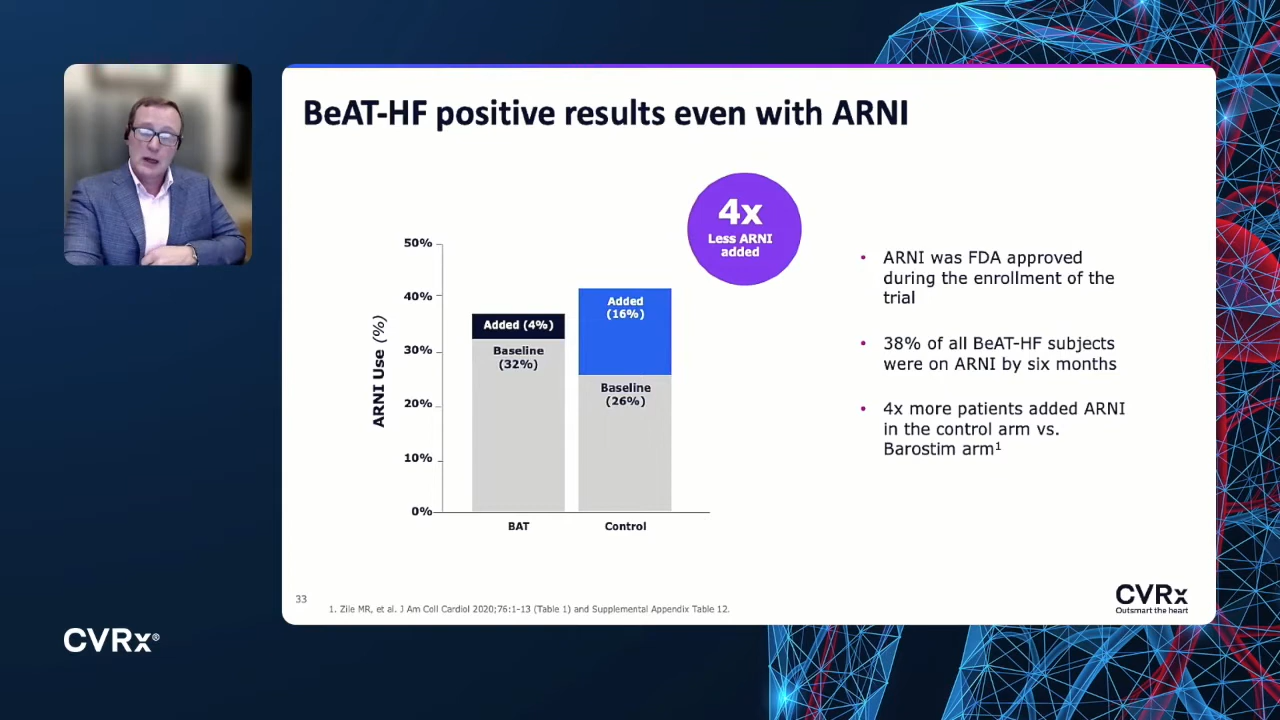 BeAT-HF positive results even with ARNI
4x
Less ARNI
added
50%
40%
30%
20%
10%
0%
ARNI Use (%)
Added (4%)
Baseline
(32%)
Added
(16%)
Baseline
(26%)
BAT
Control
• ARNI was FDA approved
during the enrollment of the
trial
• 38% of all BeAT-HF subjects
were on ARNI by six months
• 4x more patients added ARNI
in the control arm vs.
Barostim arm¹
33
1. Zile MR, et al. J Am Coll Cardiol 2020;76:1-13 (Table 1) and Supplemental Appendix Table 12.
CVRx
Outsmart the heart
CVRx®